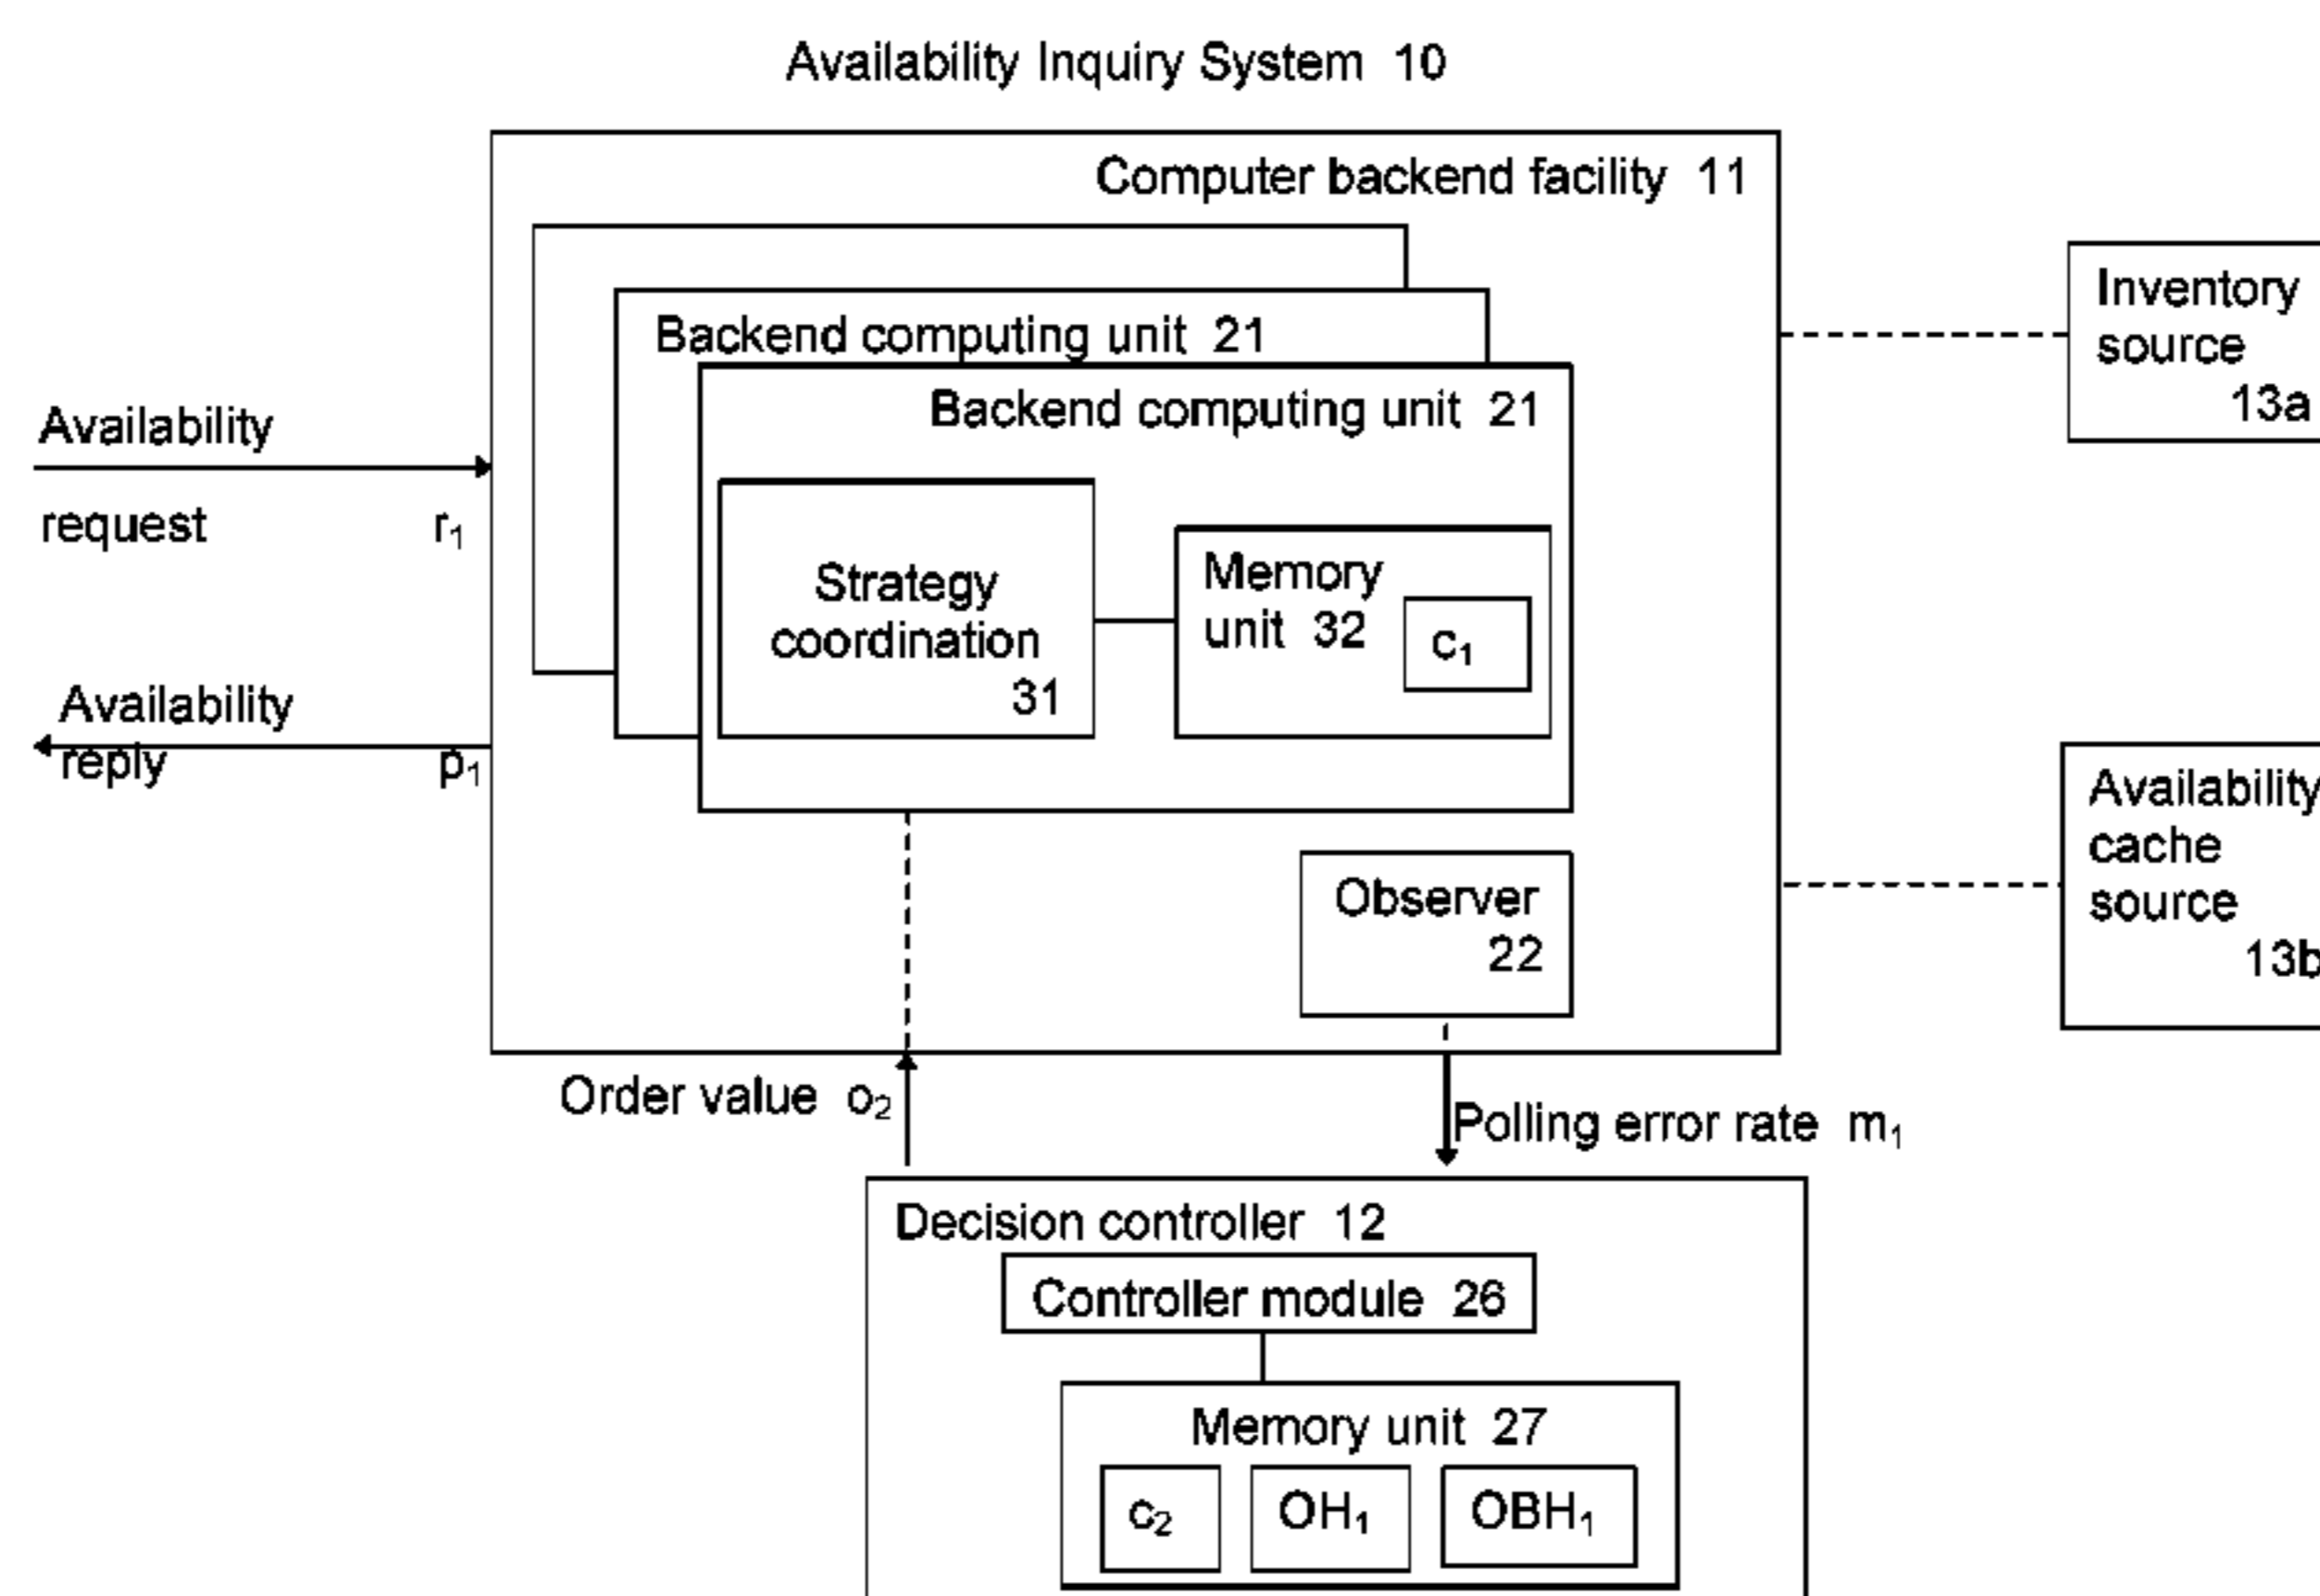 Availability Inquiry System 10
Computer backend facility 11
Backend computing unit 21
Backend computing unit 21
Strategy
coordination
31
Memory
unit 32
c₁
Availability
request r₁
Availability
reply p₁
Inventory
source
13a
Availability
cache
source
13b
Observer
22
Order value o₂
Polling error rate m₁
Decision controller 12
Controller module 26
Memory unit 27
c₂ OH₁ OBH₁